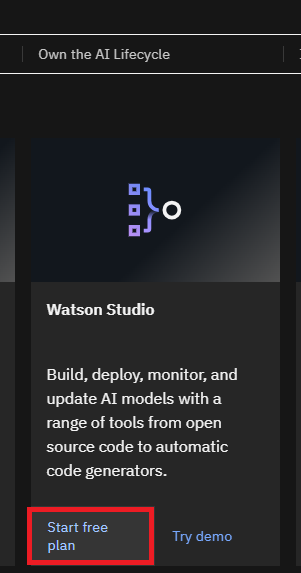 Own the AI Lifecycle
Watson Studio
Build, deploy, monitor, and
update AI models with a
range of tools from open
source code to automatic
code generators.
Start free
plan
Try demo